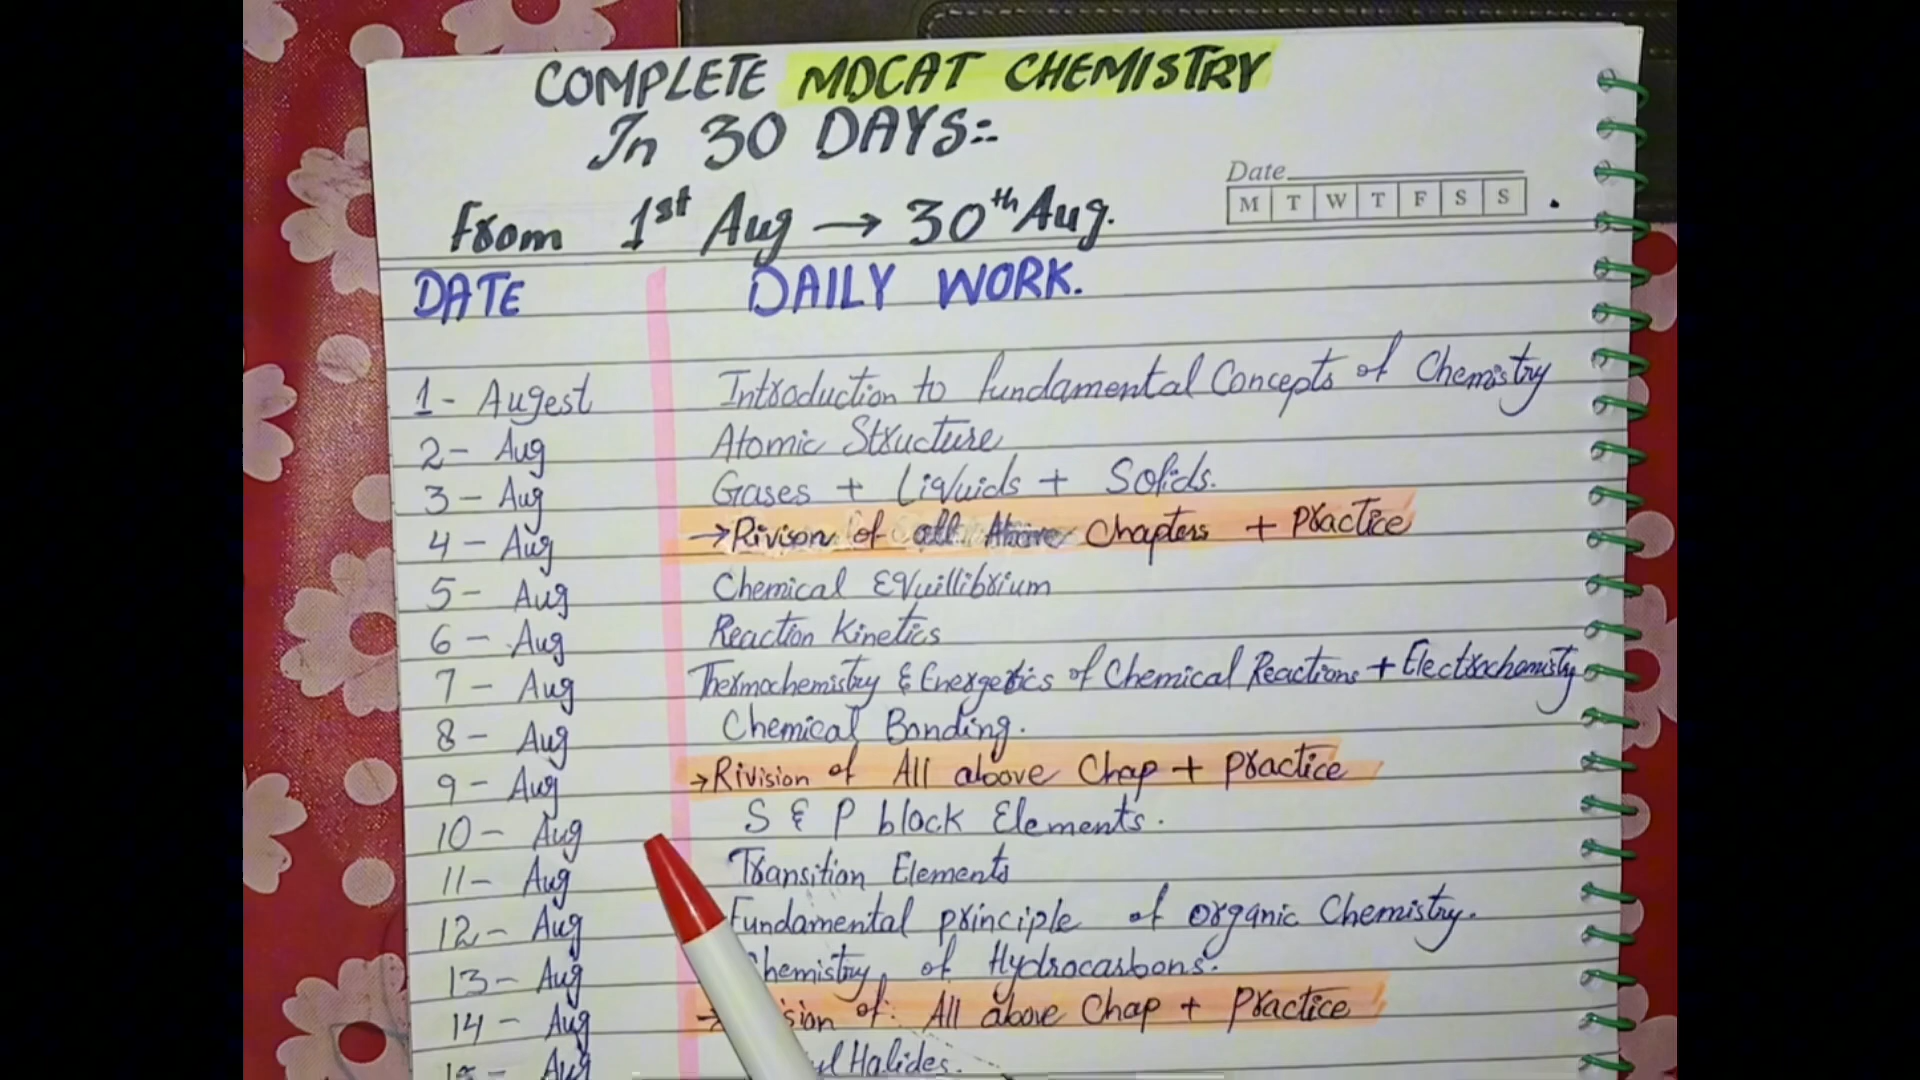 COMPLETE MDCAT CHEMISTRY
In 30 DAYS:-
Date
M T W T F S S
From 1st Aug → 30th Aug.
DATE DAILY WORK.
1 - Augest Introduction to fundamental Concepts of Chemistry
2 - Aug Atomic Structure
3 - Aug Gases + Liquids + Solids.
4 - Aug → Rivison of all Above Chapters + Practice
5 - Aug Chemical Equillibrium
6 - Aug Reaction Kinetics
7 - Aug Thermochemistry & Energetics of Chemical Reactions + Electrochemistry
8 - Aug Chemical Bonding.
9 - Aug → Rivision of All above Chap + Practice
10 - Aug S & P block Elements.
11 - Aug Transition Elements
12 - Aug Fundamental principle of organic Chemistry.
13 - Aug hemistry of Hydrocarbons.
14 - Aug → sion of All above Chap + Practice
Aug Halides.